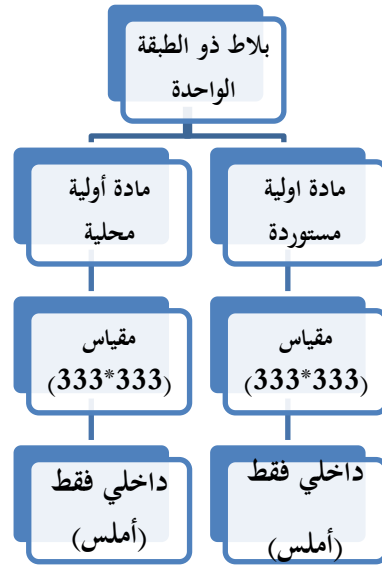 بلاط ذو الطبقة
الواحدة
مادة اولية
مستوردة
مادة أولية
محلية
مقياس
(333*333)
مقياس
(333*333)
داخلي فقط
(أملس)
داخلي فقط
(أملس)